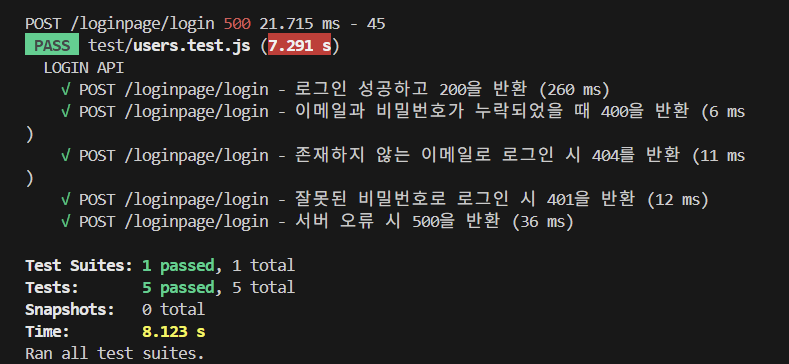 POST /loginpage/login 500 21.715 ms - 45
PASS test/users.test.js (7.291 s)
LOGIN API
√ POST /loginpage/login - 로그인 성공하고 200을 반환 (260 ms)
√ POST /loginpage/login - 이메일과 비밀번호가 누락되었을 때 400을 반환 (6 ms
)
√ POST /loginpage/login - 존재하지 않는 이메일로 로그인 시 404를 반환 (11 ms
)
√ POST /loginpage/login - 잘못된 비밀번호로 로그인 시 401을 반환 (12 ms)
√ POST /loginpage/login - 서버 오류 시 500을 반환 (36 ms)
Test Suites: 1 passed, 1 total
Tests: 5 passed, 5 total
Snapshots: 0 total
Time: 8.123 s
Ran all test suites.